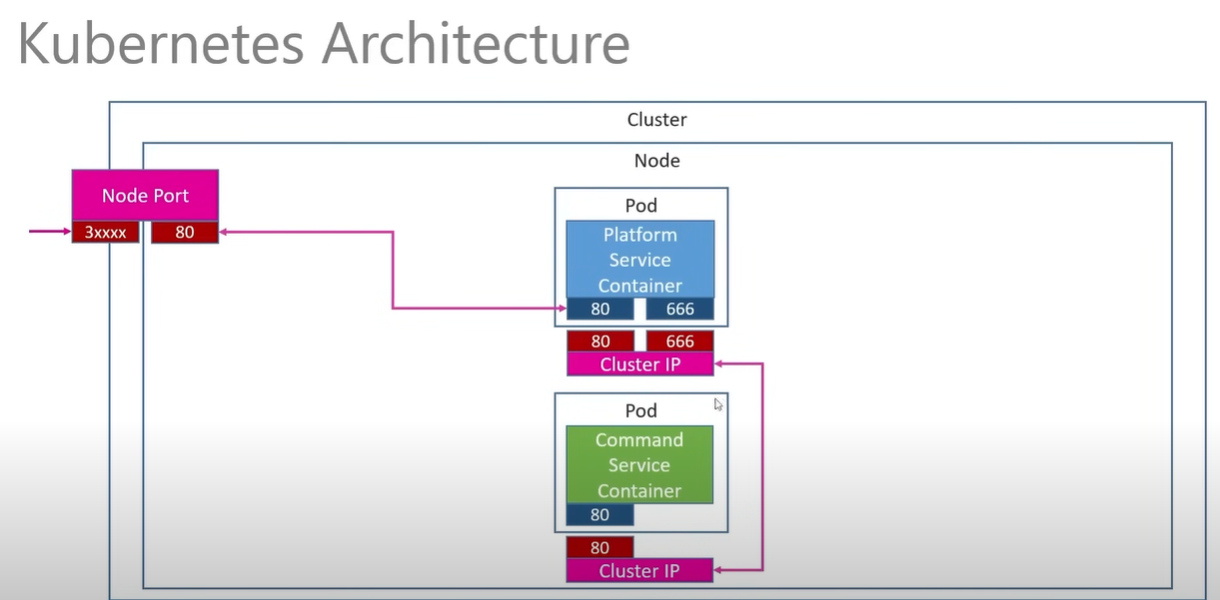 Kubernetes Architecture
Cluster
Node
Node Port
3xxxx 80
Pod
Platform
Service
Container
80 666
80 666
Cluster IP
Pod
Command
Service
Container
80
80
Cluster IP